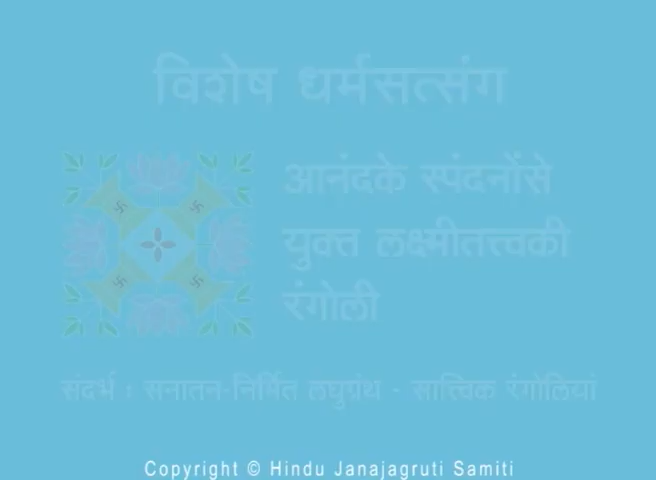 विशेष धर्मसत्संग
आनंदके स्पंदनोंसे
युक्त लक्ष्मीतत्त्वकी
रंगोली
संदर्भ : सनातन-निर्मित लघुग्रंथ - सात्त्विक रंगोलियां
Copyright © Hindu Janajagruti Samiti